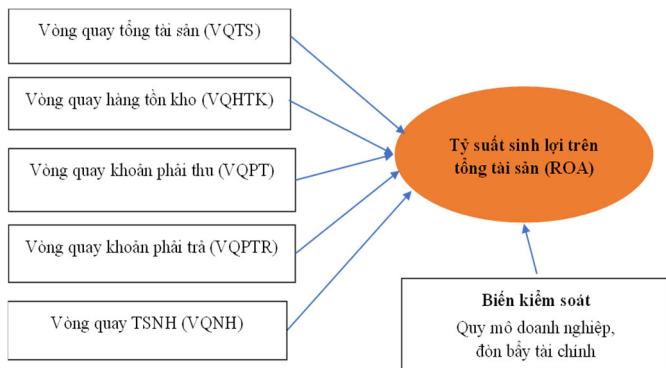 Vòng quay tổng tài sản (VQTS)
Vòng quay hàng tồn kho (VQHTK)
Vòng quay khoản phải thu (VQPT)
Vòng quay khoản phải trả (VQPTR)
Vòng quay TSNH (VQNH)
Tỷ suất sinh lợi trên
tổng tài sản (ROA)
Biến kiểm soát
Quy mô doanh nghiệp,
đòn bẩy tài chính